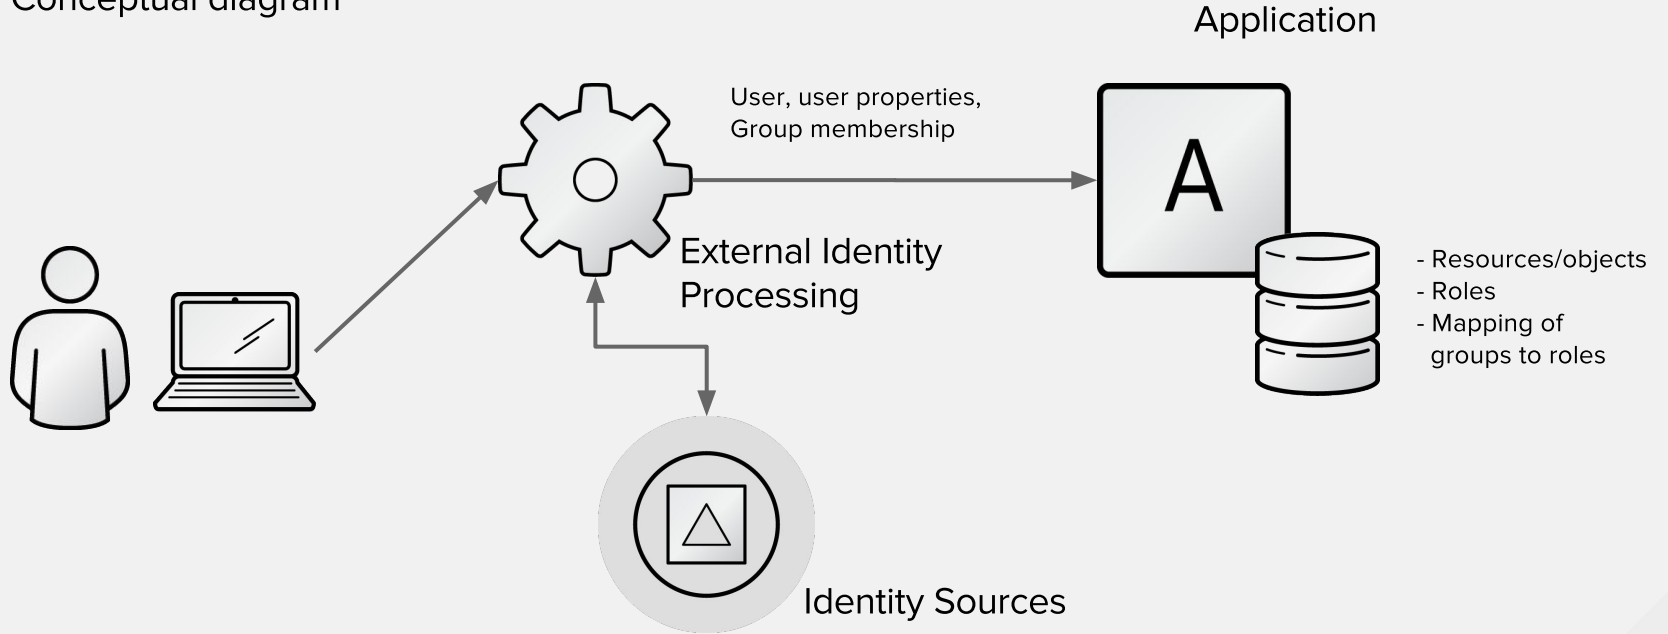 Conceptual diagram
Application
User, user properties,
Group membership
A
External Identity
Processing
- Resources/objects
- Roles
- Mapping of
groups to roles
Identity Sources